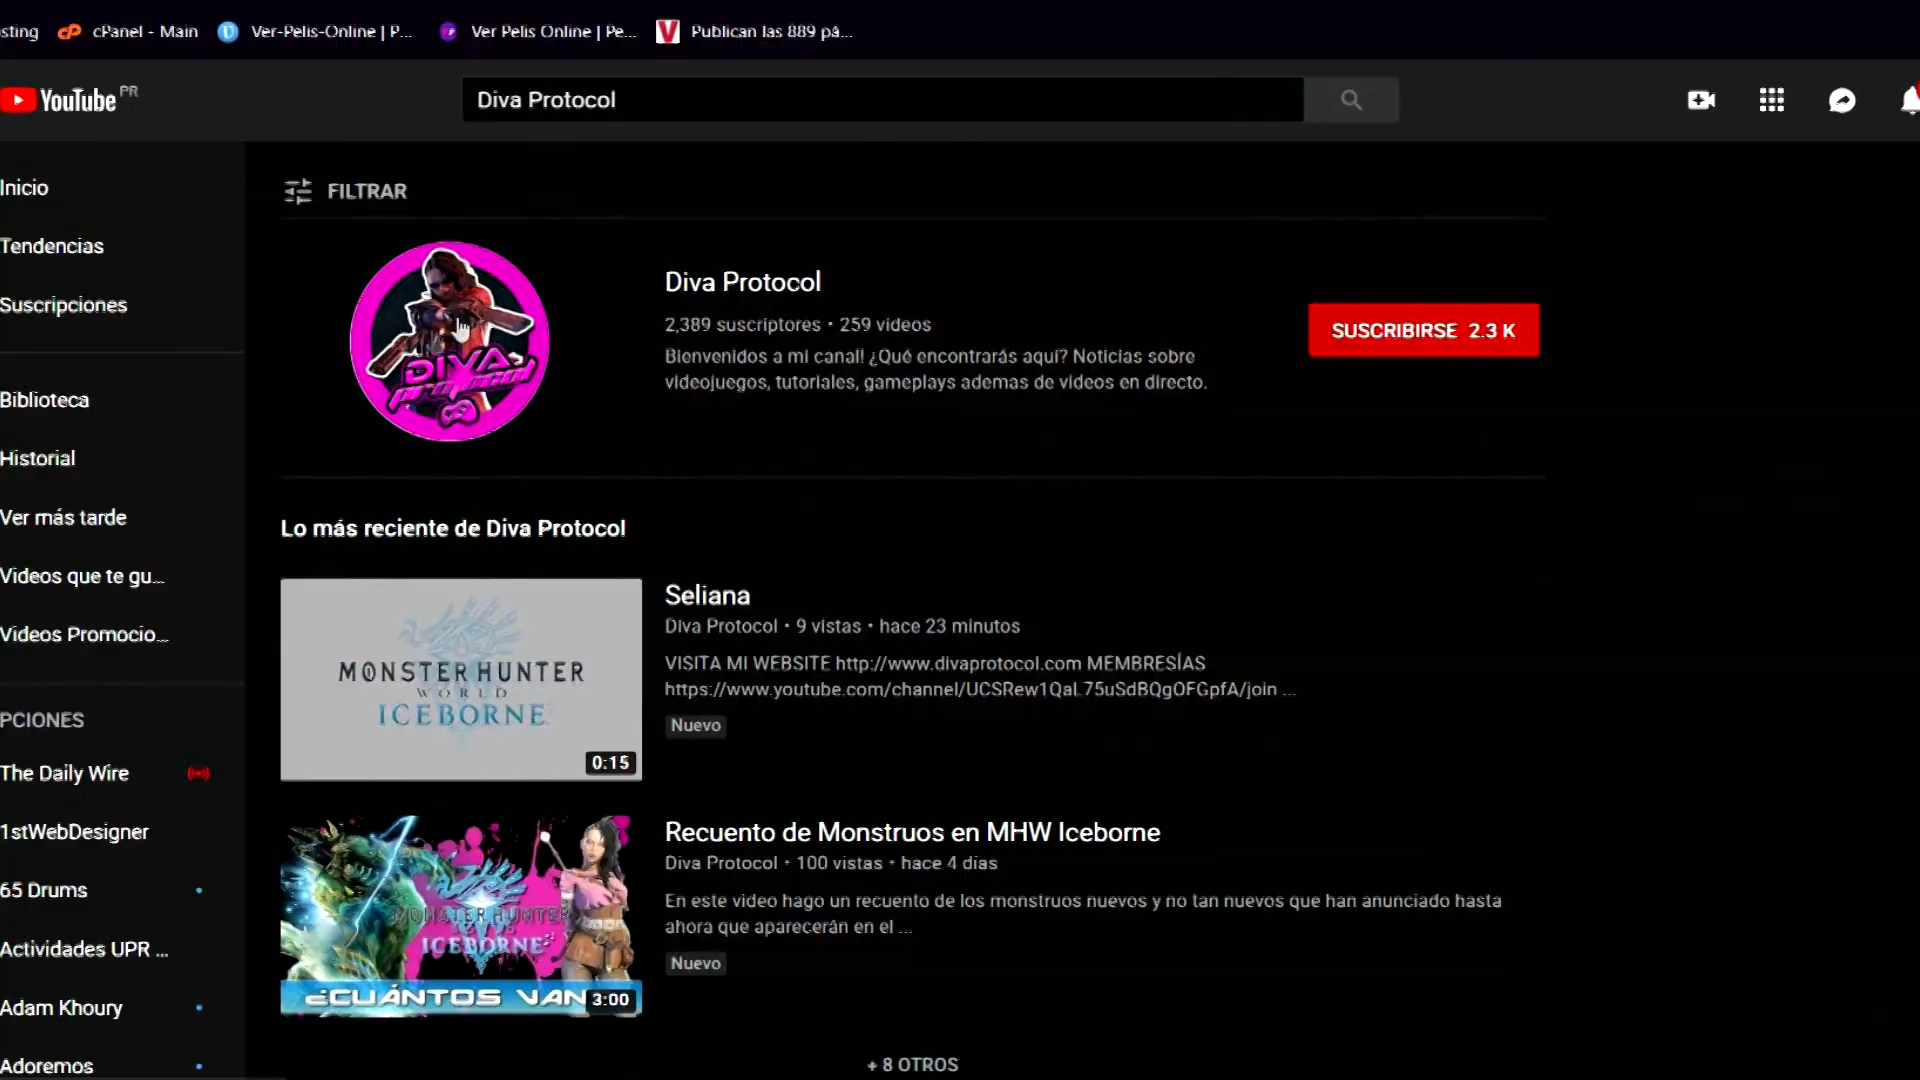 sting cPanel - Main Ver-Pelis-Online | P... Ver Pelis Online | Pe... Publican las 889 pá...
YouTube PR
Diva Protocol
Inicio
Tendencias
Suscripciones
Biblioteca
Historial
Ver más tarde
Videos que te gu...
Videos Promocio...
PCIONES
The Daily Wire
1stWebDesigner
65 Drums
Actividades UPR ...
Adam Khoury
Adoremos
FILTRAR
DIVA
protocol
Diva Protocol
2,389 suscriptores • 259 videos
Bienvenidos a mi canal! ¿Qué encontrarás aquí? Noticias sobre
videojuegos, tutoriales, gameplays ademas de videos en directo.
SUSCRIBIRSE 2.3 K
Lo más reciente de Diva Protocol
MONSTER HUNTER
WORLD
ICEBORNE
0:15
Seliana
Diva Protocol • 9 vistas • hace 23 minutos
VISITA MI WEBSITE http://www.divaprotocol.com MEMBRESÍAS
https://www.youtube.com/channel/UCSRew1QaL75uSdBQgOFGpfA/join ...
Nuevo
MONSTER HUNTER
ICEBORNE
¿CUÁNTOS VAN
3:00
Recuento de Monstruos en MHW Iceborne
Diva Protocol • 100 vistas • hace 4 días
En este video hago un recuento de los monstruos nuevos y no tan nuevos que han anunciado hasta
ahora que aparecerán en el ...
Nuevo
+ 8 OTROS